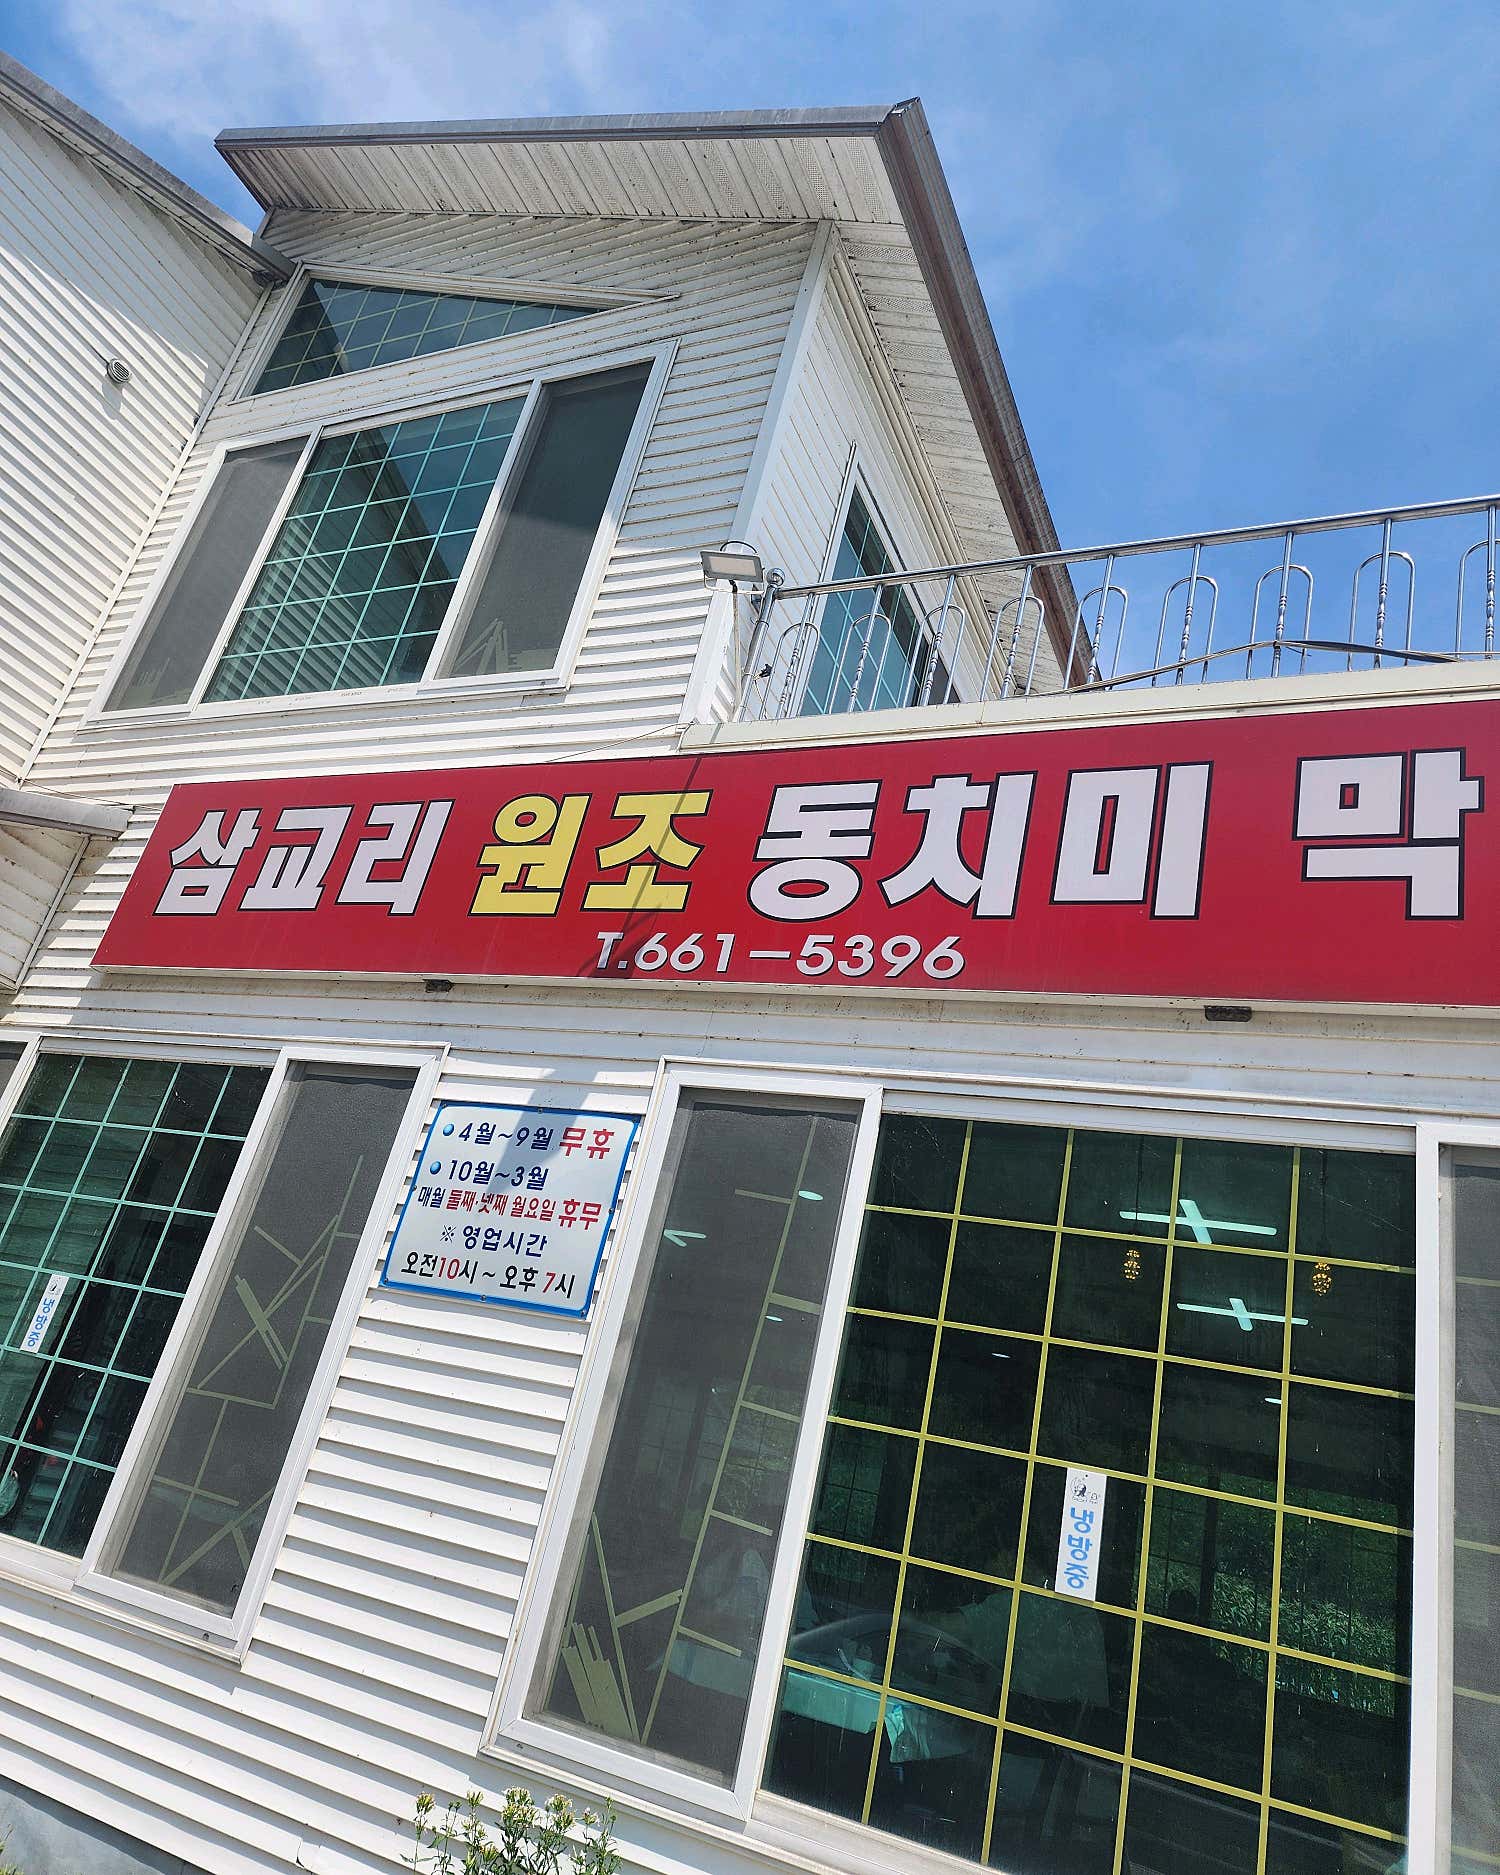 삼교리 원조 동치미 막
T.661-5396
4월~9월 무휴
10월~3월
매월 둘째·넷째 월요일 휴무
※ 영업시간
오전10시~오후7시
냉방중
냉방중